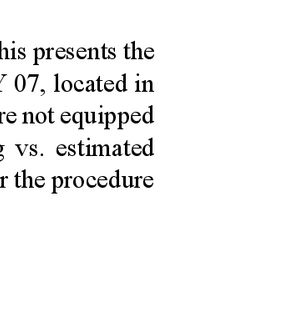 his presents the
Y 07, located in
re not equipped
g vs. estimated
r the procedure